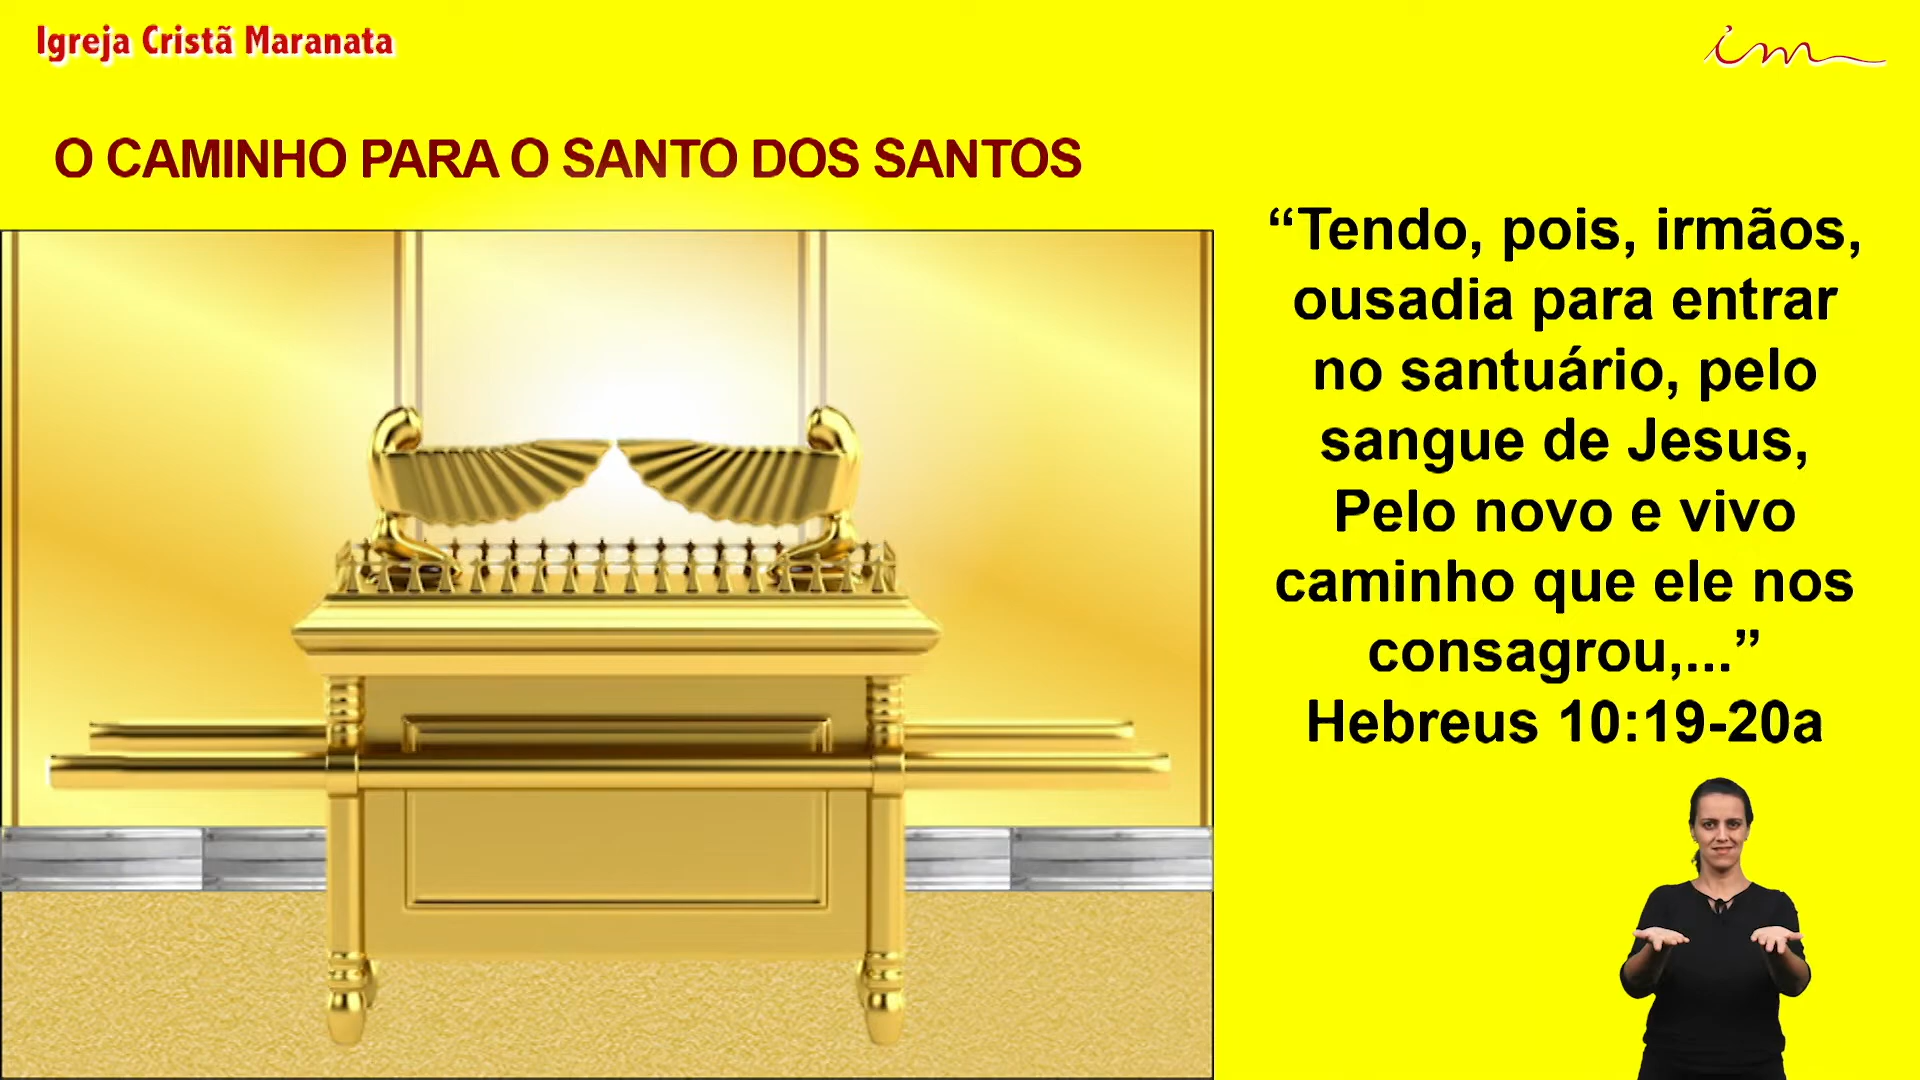 Igreja Cristã Maranata
im
O CAMINHO PARA O SANTO DOS SANTOS
“Tendo, pois, irmãos,
ousadia para entrar
no santuário, pelo
sangue de Jesus,
Pelo novo e vivo
caminho que ele nos
consagrou,...”
Hebreus 10:19-20a